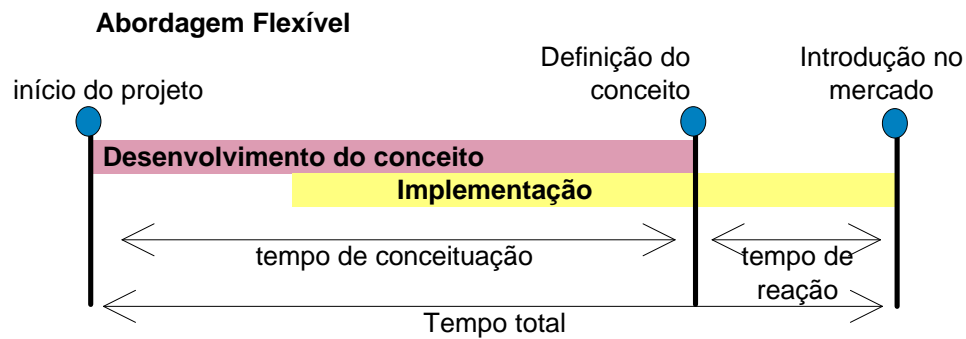 Abordagem Flexível
início do projeto
Definição do
conceito
Introdução no
mercado
Desenvolvimento do conceito
Implementação
tempo de conceituação
tempo de
reação
Tempo total